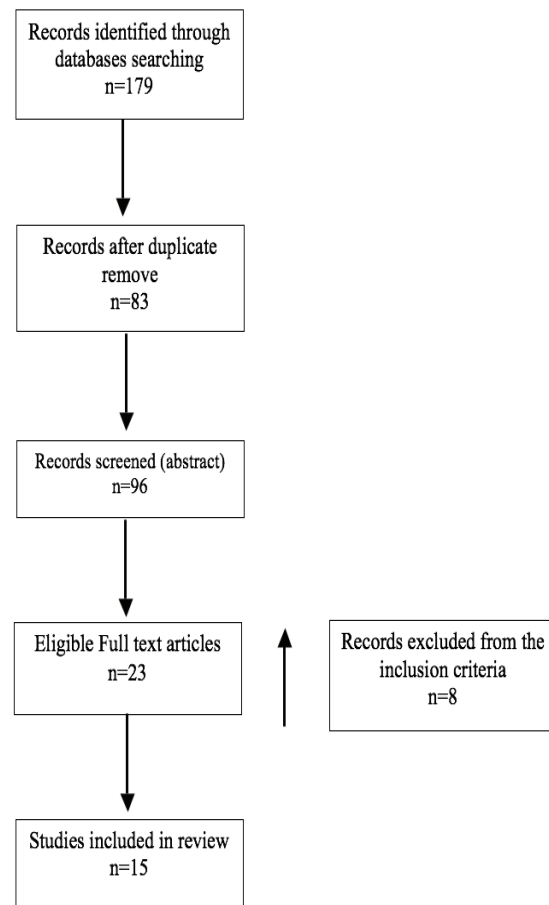 Records identified through
databases searching
n=179
Records after duplicate
remove
n=83
Records screened (abstract)
n=96
Eligible Full text articles
n=23
Records excluded from the
inclusion criteria
n=8
Studies included in review
n=15